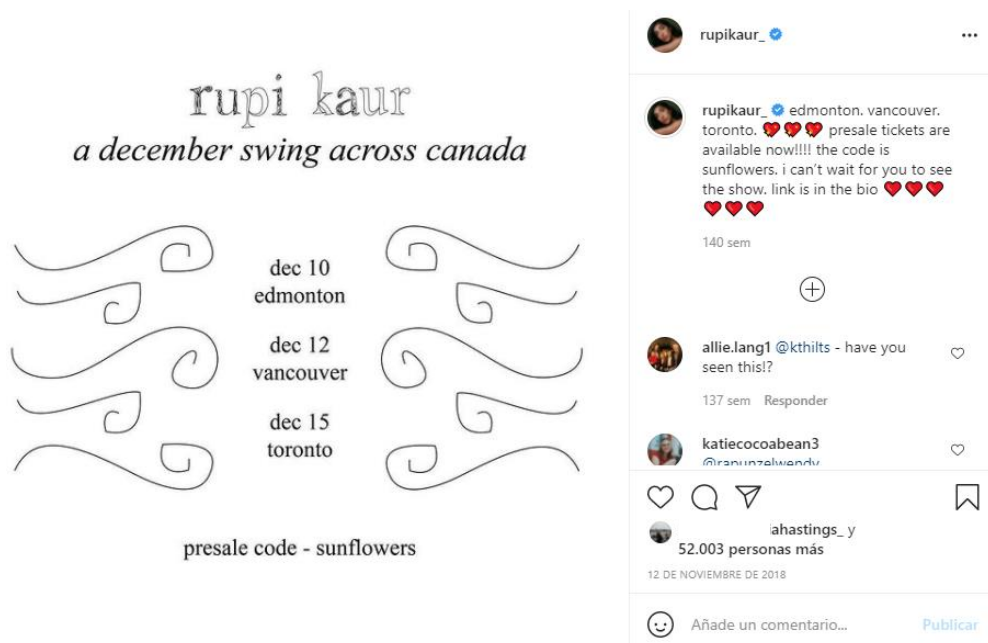 rupi kaur
a december swing across canada
dec 10
edmonton
dec 12
vancouver
dec 15
toronto
presale code - sunflowers
rupikaur_
rupikaur_ edmonton. vancouver.
toronto. presale tickets are
available now!!!! the code is
sunflowers. i can't wait for you to see
the show. link is in the bio
140 sem
allie.lang1 @kthilts - have you
seen this!?
137 sem Responder
katiecocoabean3
@rapunzelwendy
ahastings_ y
52.003 personas más
12 DE NOVIEMBRE DE 2018
Añade un comentario... Publicar